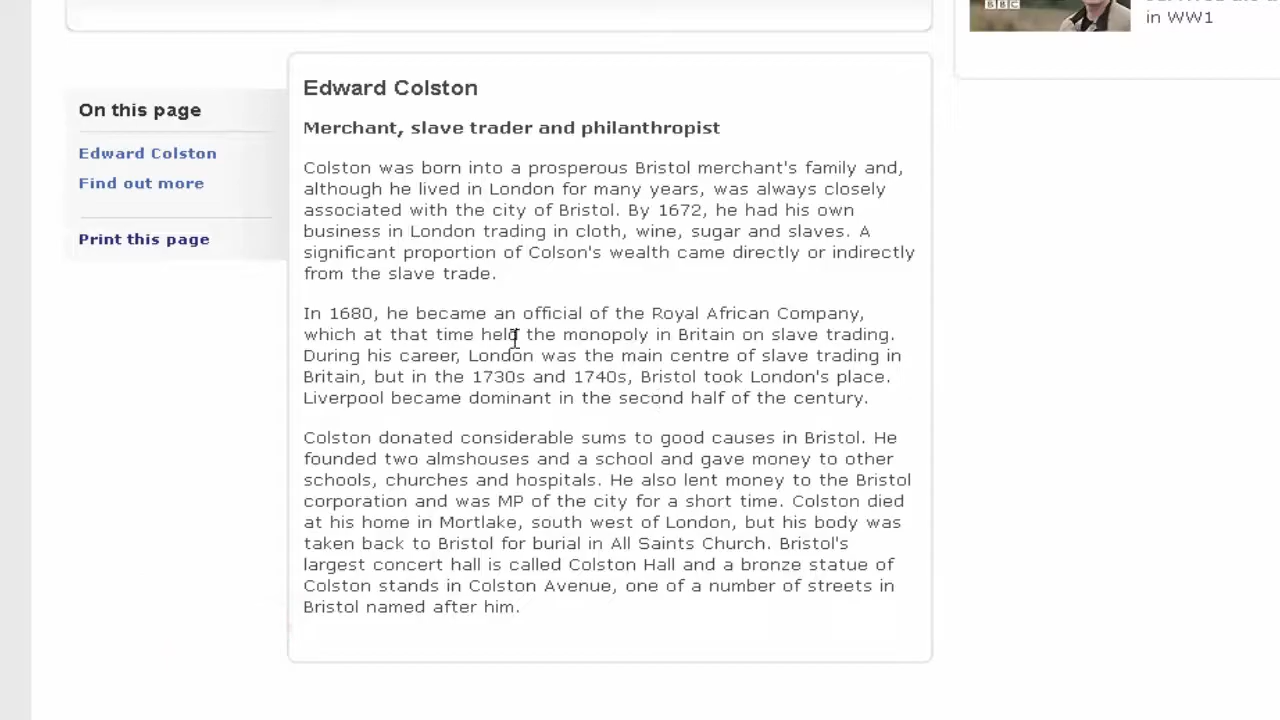 BBC
in WW1
Edward Colston
On this page
Merchant, slave trader and philanthropist
Edward Colston
Find out more
Print this page
Colston was born into a prosperous Bristol merchant's family and,
although he lived in London for many years, was always closely
associated with the city of Bristol. By 1672, he had his own
business in London trading in cloth, wine, sugar and slaves. A
significant proportion of Colson's wealth came directly or indirectly
from the slave trade.
In 1680, he became an official of the Royal African Company,
which at that time held the monopoly in Britain on slave trading.
During his career, London was the main centre of slave trading in
Britain, but in the 1730s and 1740s, Bristol took London's place.
Liverpool became dominant in the second half of the century.
Colston donated considerable sums to good causes in Bristol. He
founded two almshouses and a school and gave money to other
schools, churches and hospitals. He also lent money to the Bristol
corporation and was MP of the city for a short time. Colston died
at his home in Mortlake, south west of London, but his body was
taken back to Bristol for burial in All Saints Church. Bristol's
largest concert hall is called Colston Hall and a bronze statue of
Colston stands in Colston Avenue, one of a number of streets in
Bristol named after him.